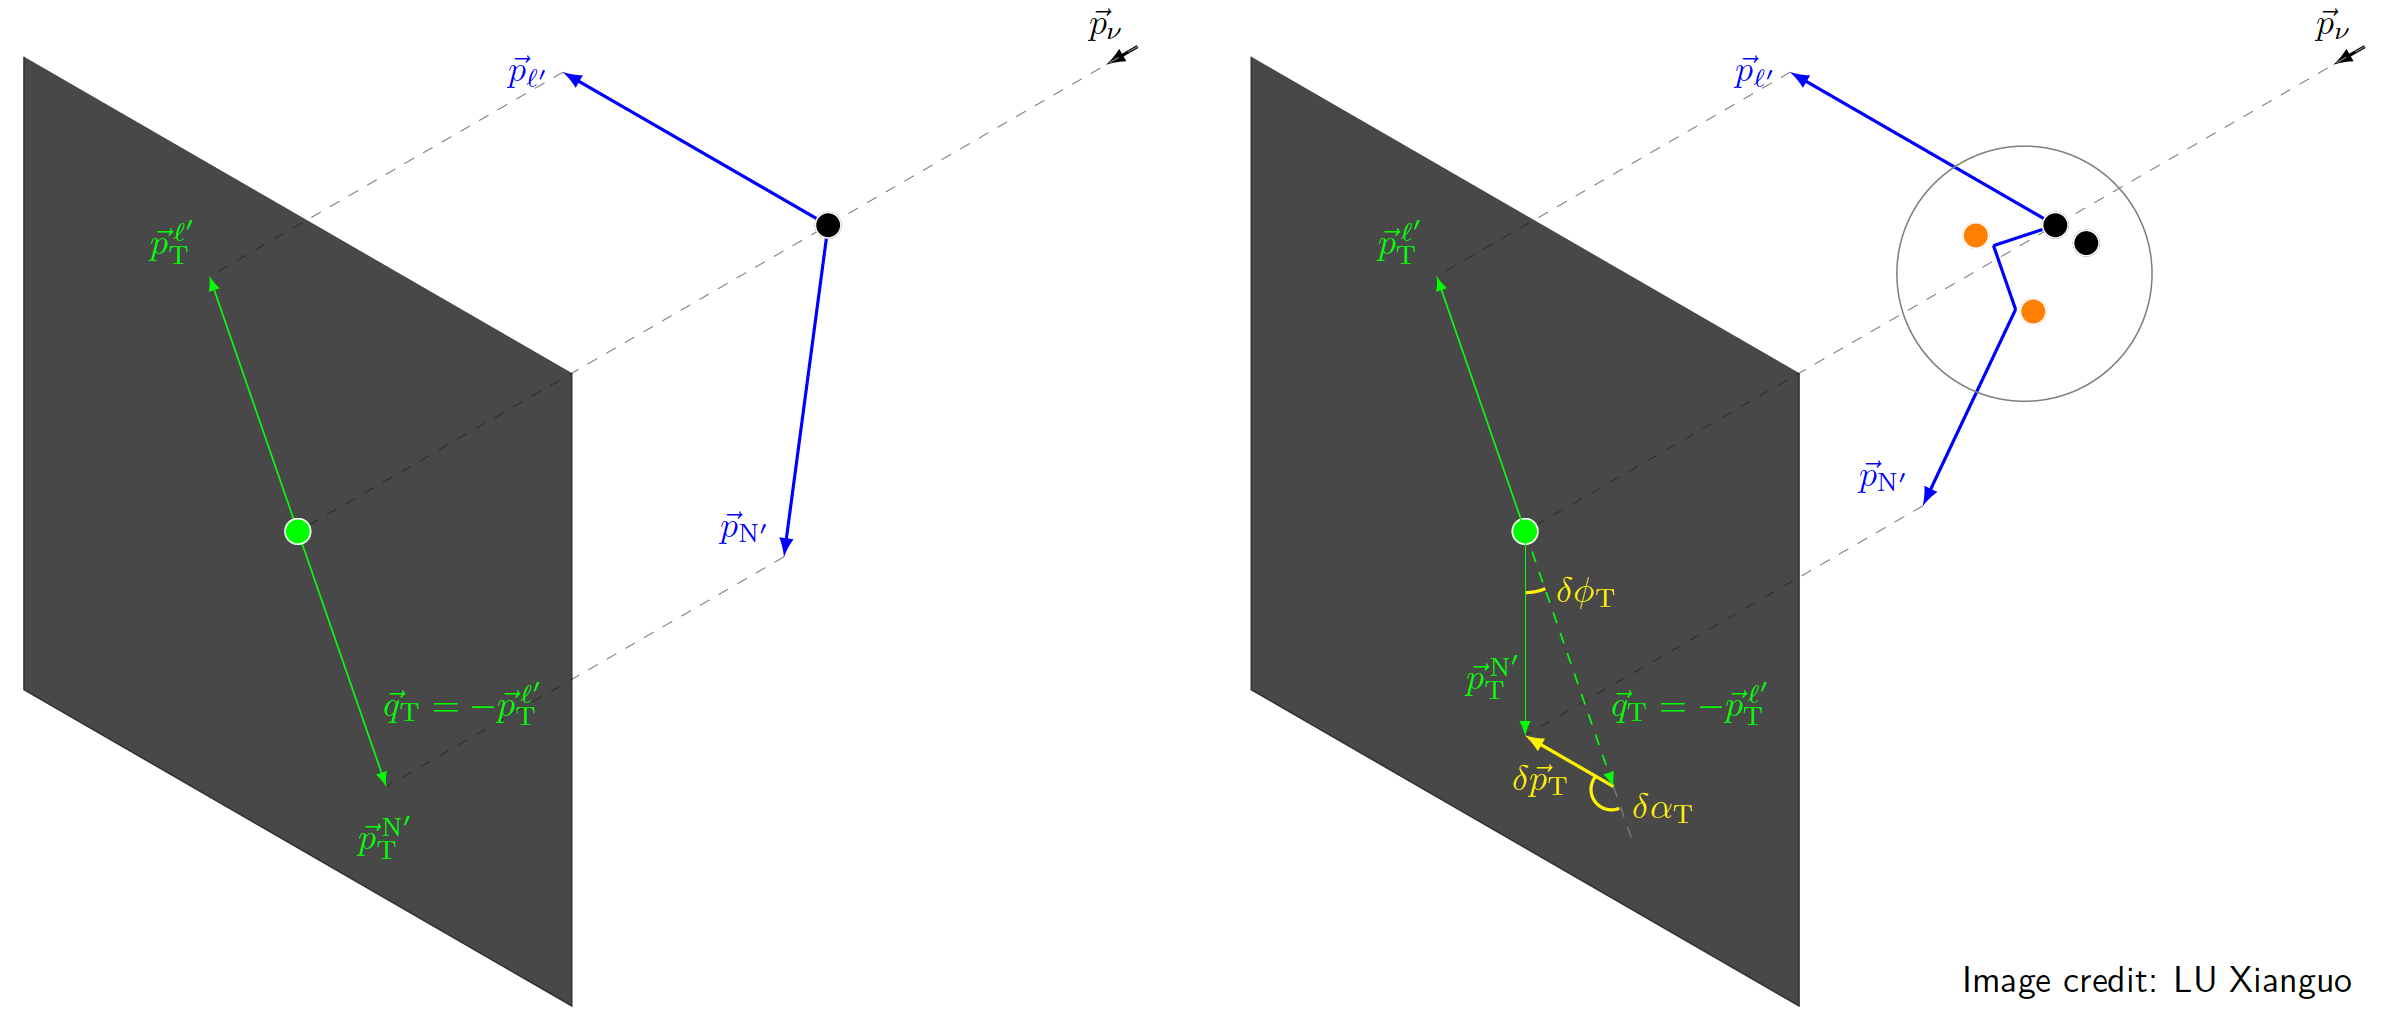 p⃗ν
p⃗ℓ′
p⃗Tℓ′
p⃗N′
q⃗T = −p⃗Tℓ′
p⃗TN′
p⃗ν
p⃗ℓ′
p⃗Tℓ′
p⃗N′
δϕT
p⃗TN′
q⃗T = −p⃗Tℓ′
δp⃗T
δαT
Image credit: LU Xianguo